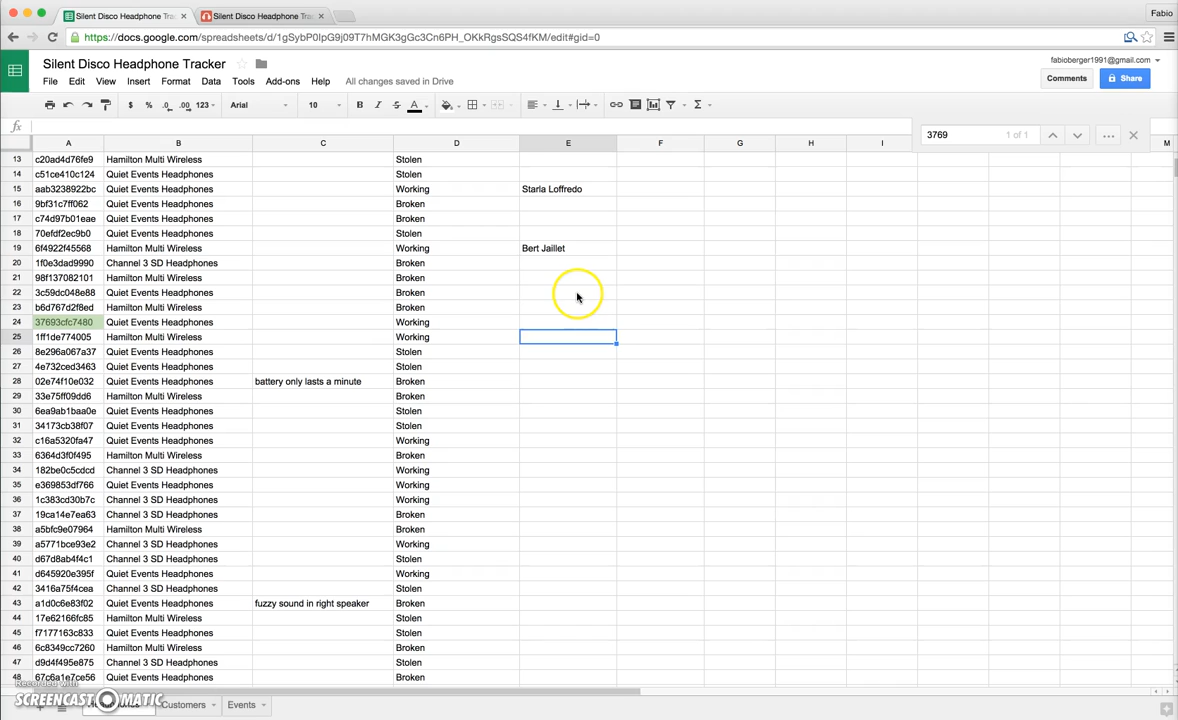 Silent Disco Headphone Trac
Silent Disco Headphone Trac
Fabio
https://docs.google.com/spreadsheets/d/1gSybP0IpG9j09T7hMGK3gGc3Cn6PH_OKkRgsSQS4fKM/edit#gid=0
Silent Disco Headphone Tracker
fabioberger1991@gmail.com
File Edit View Insert Format Data Tools Add-ons Help All changes saved in Drive
Comments Share
$ % .0 .00 123 Arial 10 B I S A Σ
fx
3769 1 of 1
A B C D E F G H I M
13 c20ad4d76fe9 Hamilton Multi Wireless Stolen
14 c51ce410c124 Quiet Events Headphones Stolen
15 aab3238922bc Quiet Events Headphones Working Starla Loffredo
16 9bf31c7ff062 Quiet Events Headphones Broken
17 c74d97b01eae Quiet Events Headphones Broken
18 70efdf2ec9b0 Quiet Events Headphones Stolen
19 6f4922f45568 Hamilton Multi Wireless Working Bert Jaillet
20 1f0e3dad9990 Channel 3 SD Headphones Broken
21 98f137082101 Hamilton Multi Wireless Broken
22 3c59dc048e88 Quiet Events Headphones Broken
23 b6d767d2f8ed Hamilton Multi Wireless Broken
24 37693cfc7480 Quiet Events Headphones Working
25 1ff1de774005 Hamilton Multi Wireless Working
26 8e296a067a37 Quiet Events Headphones Stolen
27 4e732ced3463 Quiet Events Headphones Stolen
28 02e74f10e032 Quiet Events Headphones battery only lasts a minute Broken
29 33e75ff09dd6 Hamilton Multi Wireless Broken
30 6ea9ab1baa0e Quiet Events Headphones Stolen
31 34173cb38f07 Quiet Events Headphones Stolen
32 c16a5320fa47 Quiet Events Headphones Working
33 6364d3f0f495 Hamilton Multi Wireless Broken
34 182be0c5cdcd Channel 3 SD Headphones Working
35 e369853df766 Quiet Events Headphones Working
36 1c383cd30b7c Channel 3 SD Headphones Working
37 19ca14e7ea63 Channel 3 SD Headphones Broken
38 a5bfc9e07964 Hamilton Multi Wireless Broken
39 a5771bce93e2 Channel 3 SD Headphones Working
40 d67d8ab4f4c1 Channel 3 SD Headphones Stolen
41 d645920e395f Quiet Events Headphones Working
42 3416a75f4cea Channel 3 SD Headphones Stolen
43 a1d0c6e83f02 Quiet Events Headphones fuzzy sound in right speaker Broken
44 17e62166fc85 Hamilton Multi Wireless Stolen
45 f7177163c833 Quiet Events Headphones Stolen
46 6c8349cc7260 Hamilton Multi Wireless Broken
47 d9d4f495e875 Channel 3 SD Headphones Stolen
48 67c6a1e7ce56 Quiet Events Headphones Broken
Recorded with
SCREENCAST MATIC
Customers Events